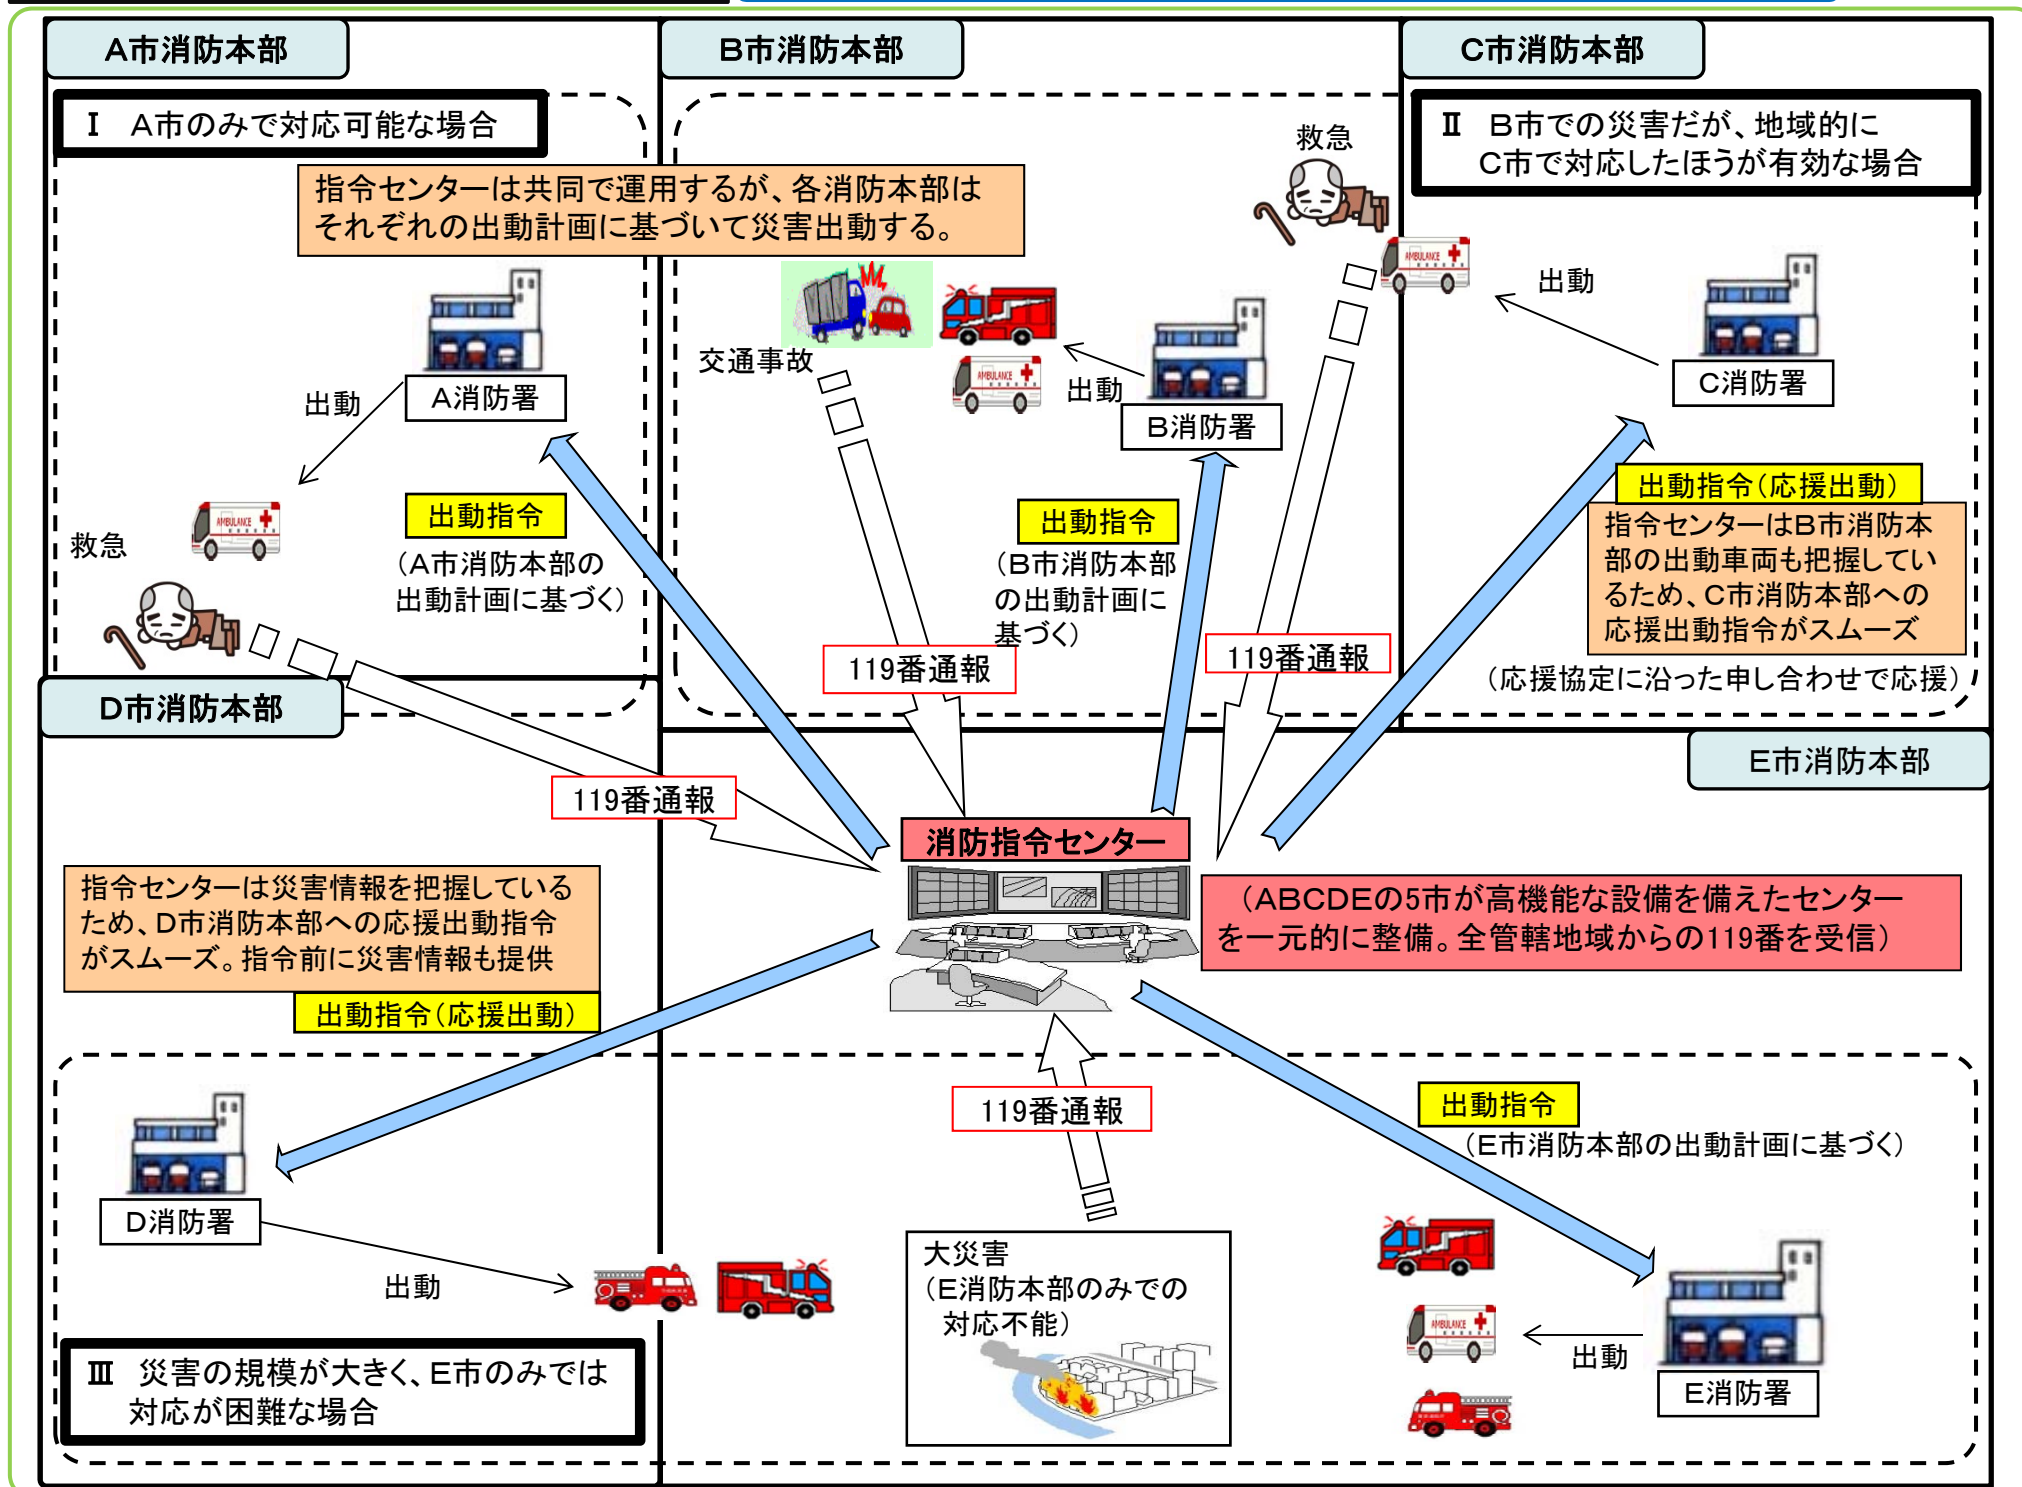 A市消防本部
B市消防本部
C市消防本部
Ⅰ A市のみで対応可能な場合
指令センターは共同で運用するが、各消防本部は
それぞれの出動計画に基づいて災害出動する。
救急
Ⅱ B市での災害だが、地域的に
C市で対応したほうが有効な場合
AMBULANCE
出動
C消防署
交通事故
AMBULANCE
出動
B消防署
出動
A消防署
AMBULANCE
救急
出動指令
(A市消防本部の
出動計画に基づく)
出動指令
(B市消防本部
の出動計画に
基づく)
出動指令(応援出動)
指令センターはB市消防本
部の出動車両も把握してい
るため、C市消防本部への
応援出動指令がスムーズ
(応援協定に沿った申し合わせで応援)
119番通報
119番通報
D市消防本部
E市消防本部
119番通報
消防指令センター
(ABCDEの5市が高機能な設備を備えたセンター
を一元的に整備。全管轄地域からの119番を受信)
指令センターは災害情報を把握している
ため、D市消防本部への応援出動指令
がスムーズ。指令前に災害情報も提供
出動指令(応援出動)
119番通報
出動指令
(E市消防本部の出動計画に基づく)
D消防署
出動
大災害
(E消防本部のみでの
対応不能)
AMBULANCE
出動
E消防署
Ⅲ 災害の規模が大きく、E市のみでは
対応が困難な場合